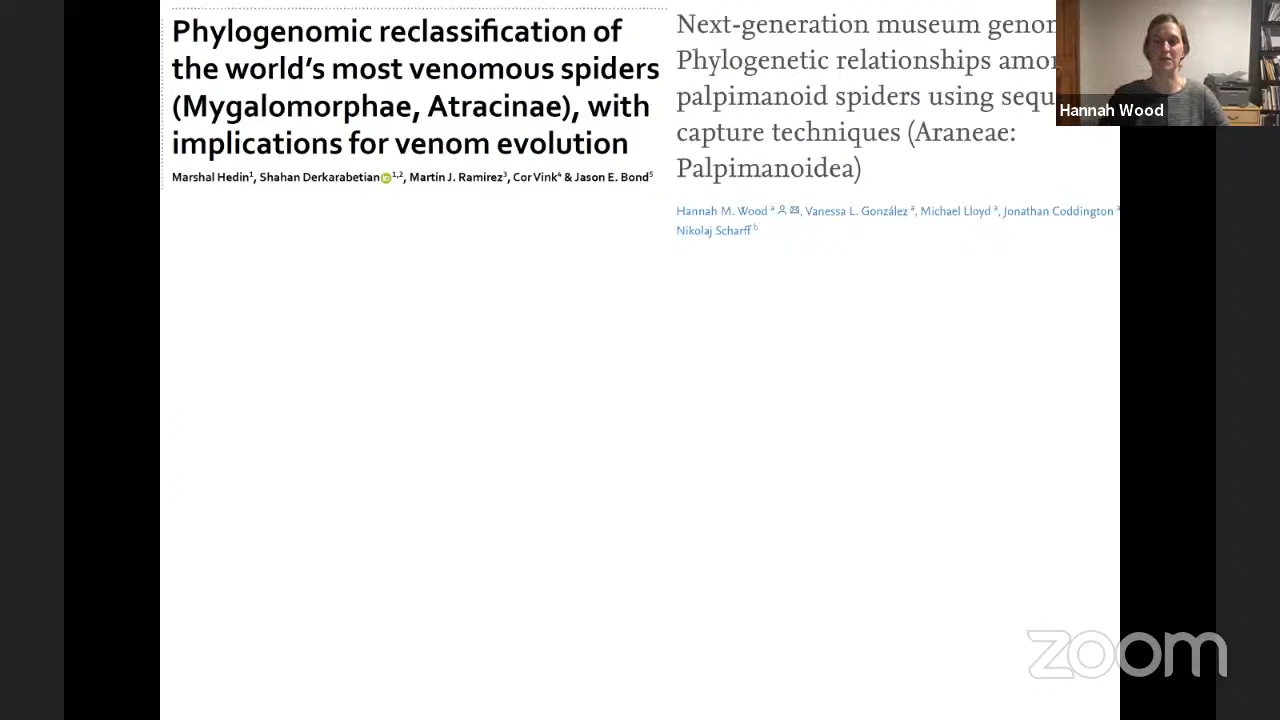 Phylogenomic reclassification of
the world's most venomous spiders
(Mygalomorphae, Atracinae), with
implications for venom evolution
Marshal Hedin1, Shahan Derkarabetian1,2, Martín J. Ramírez3, Cor Vink4 & Jason E. Bond5
Next-generation museum genom
Phylogenetic relationships amon
palpimanoid spiders using sequ
capture techniques (Araneae:
Palpimanoidea)
Hannah M. Wood a, Vanessa L. González a, Michael Lloyd a, Jonathan Coddington a
Nikolaj Scharff b
Hannah Wood
zoom